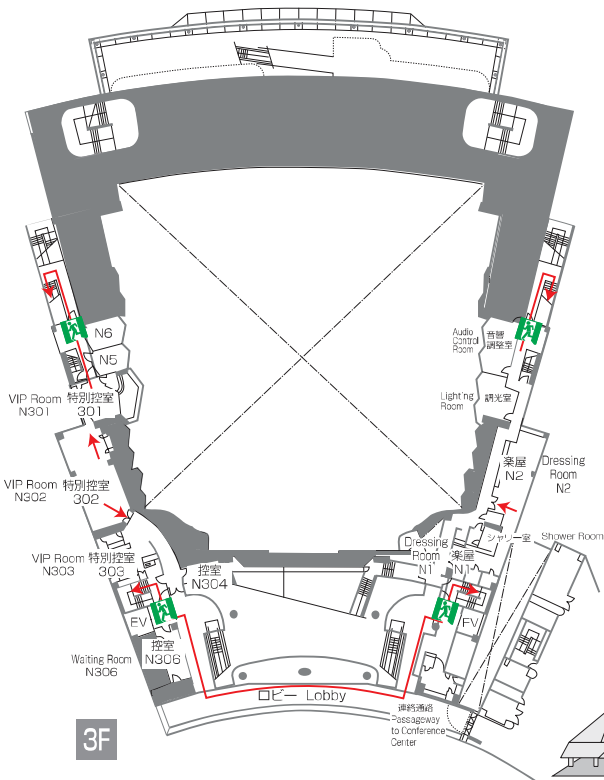 N6
N5
Audio
Control
Room
音響
調整室
VIP Room
N301
特別控室
301
Lighting
Room
調光室
VIP Room
N302
特別控室
302
楽屋
N2
Dressing
Room
N2
シャワー室 Shower Room
VIP Room
N303
特別控室
303
控室
N304
Dressing
Room
N1
楽屋
N1
EV
EV
控室
N306
Waiting Room
N306
ロビー Lobby
連絡通路
Passageway
to Conference
Center
3F